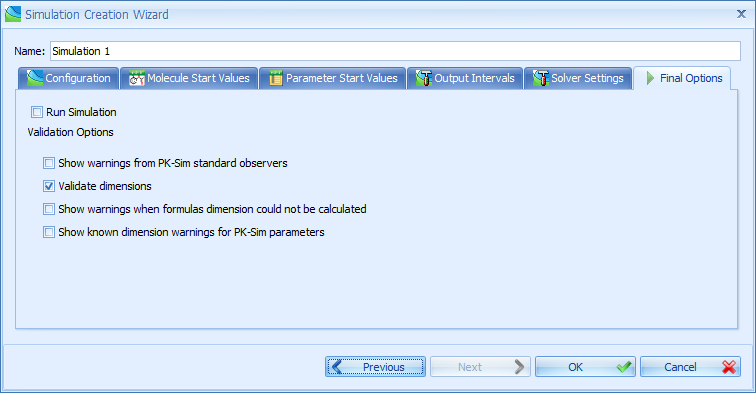 Simulation Creation Wizard
Name: Simulation 1
Configuration Molecule Start Values Parameter Start Values Output Intervals Solver Settings Final Options
Run Simulation
Validation Options
Show warnings from PK-Sim standard observers
Validate dimensions
Show warnings when formulas dimension could not be calculated
Show known dimension warnings for PK-Sim parameters
Previous Next OK Cancel